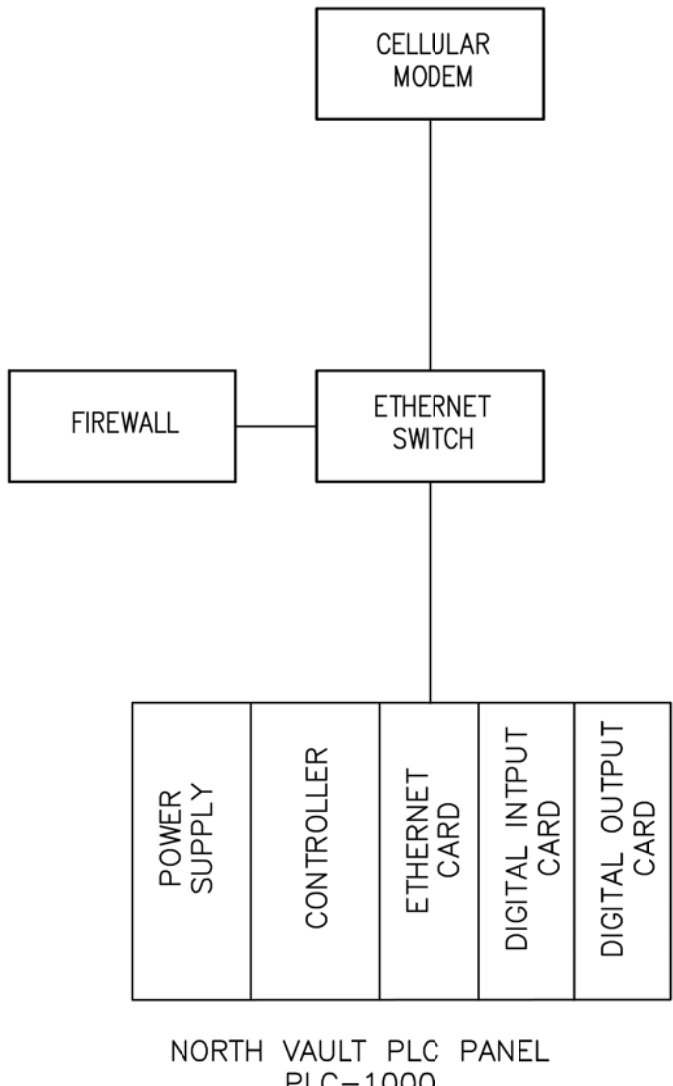 CELLULAR
MODEM
FIREWALL
ETHERNET
SWITCH
POWER
SUPPLY
CONTROLLER
ETHERNET
CARD
DIGITAL INTPUT
CARD
DIGITAL OUTPUT
CARD
NORTH VAULT PLC PANEL
PLC-1000